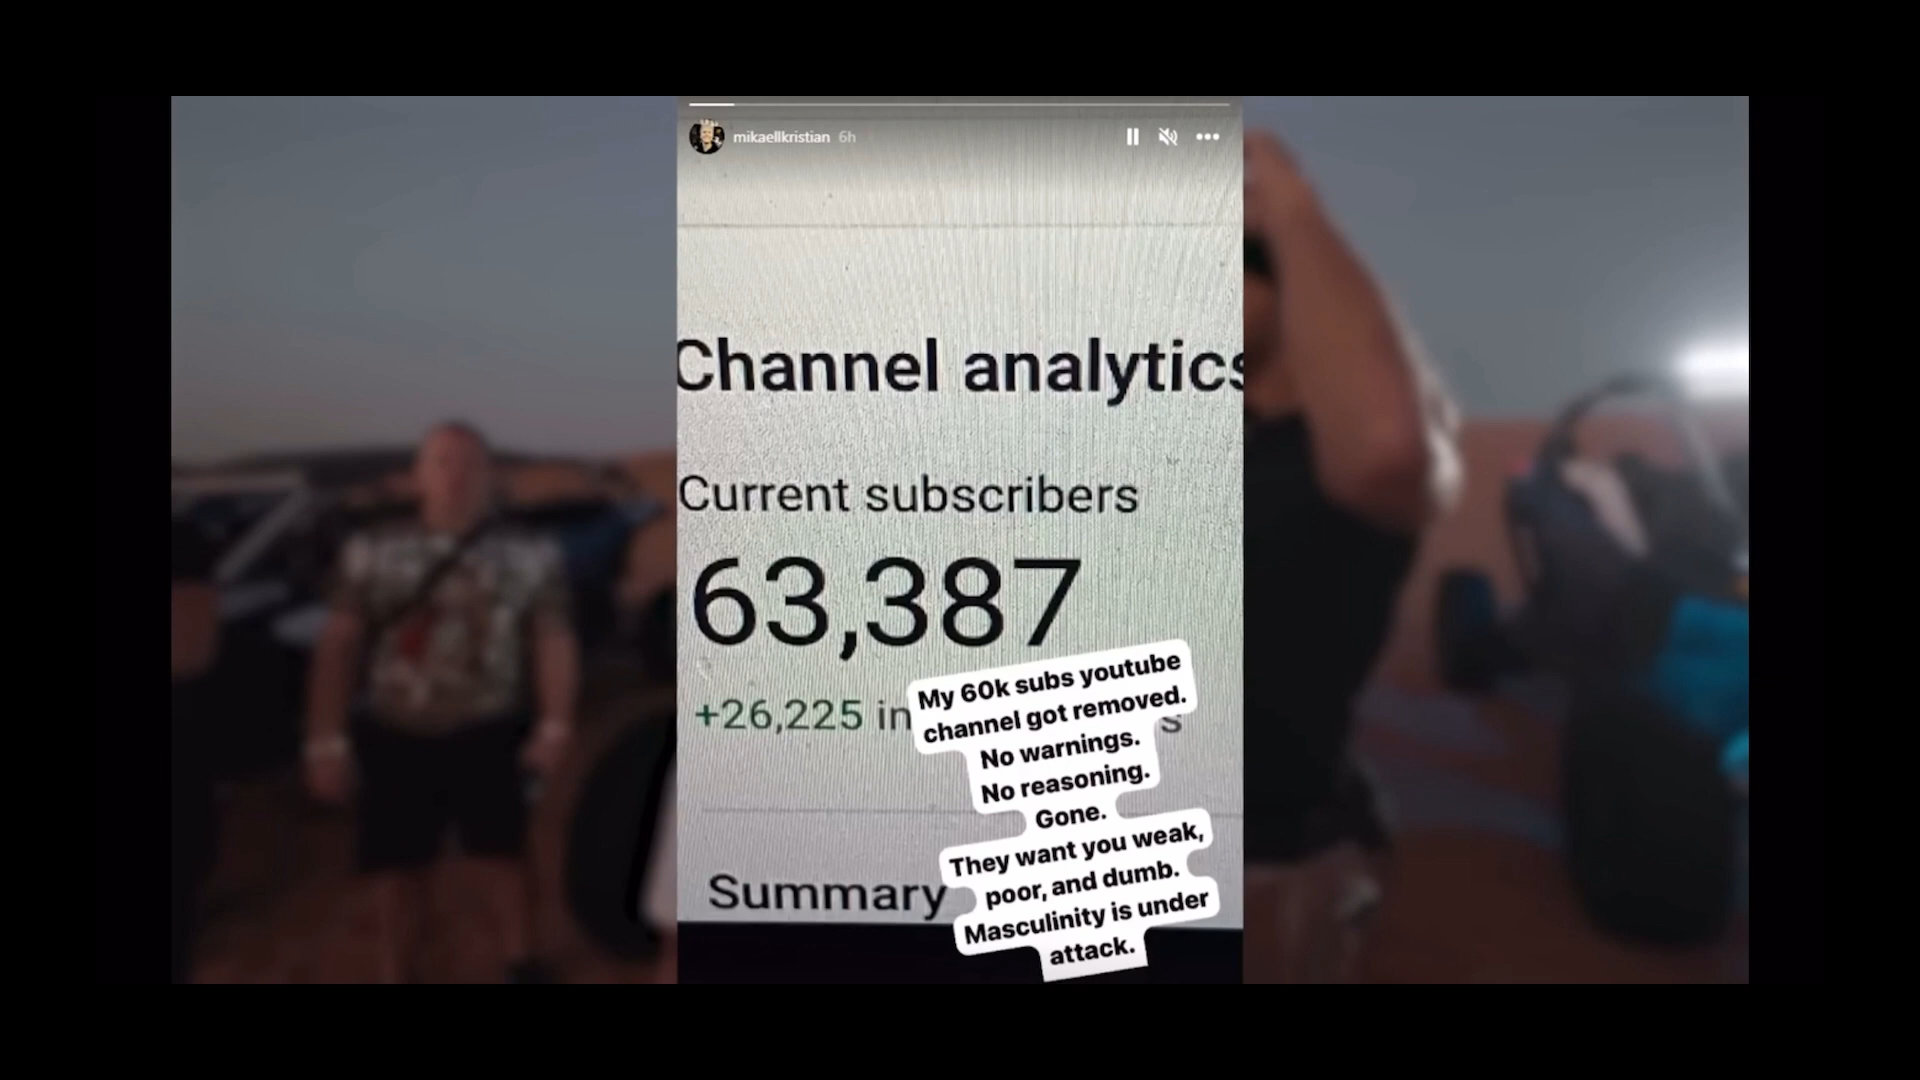 mikaellkristian 6h
Channel analytics
Current subscribers
63,387
+26,225 in
My 60k subs youtube
channel got removed.
No warnings.
No reasoning.
Gone.
They want you weak,
poor, and dumb.
Masculinity is under
attack.
Summary